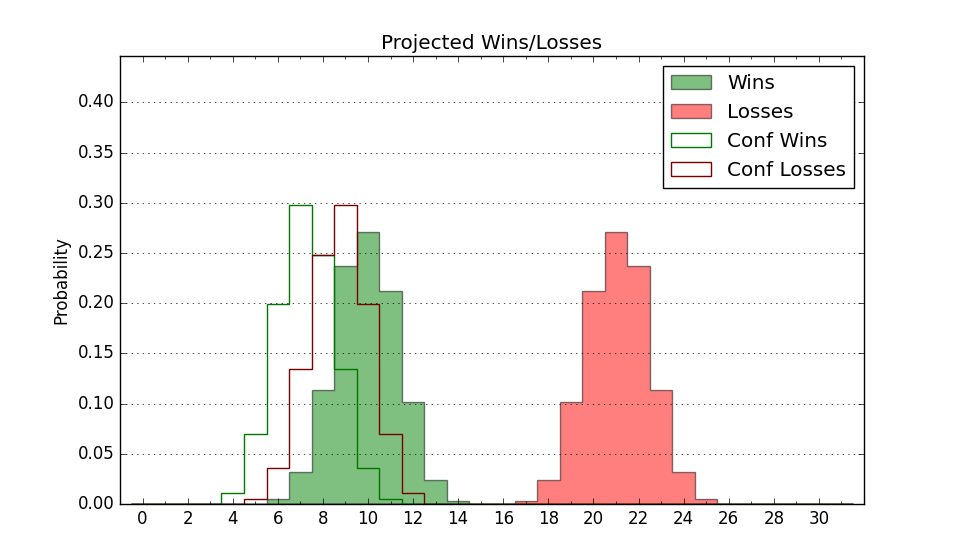 Projected Wins/Losses
Wins
Losses
Conf Wins
Conf Losses
Probability
0.40
0.35
0.30
0.25
0.20
0.15
0.10
0.05
0.00
0 2 4 6 8 10 12 14 16 18 20 22 24 26 28 30